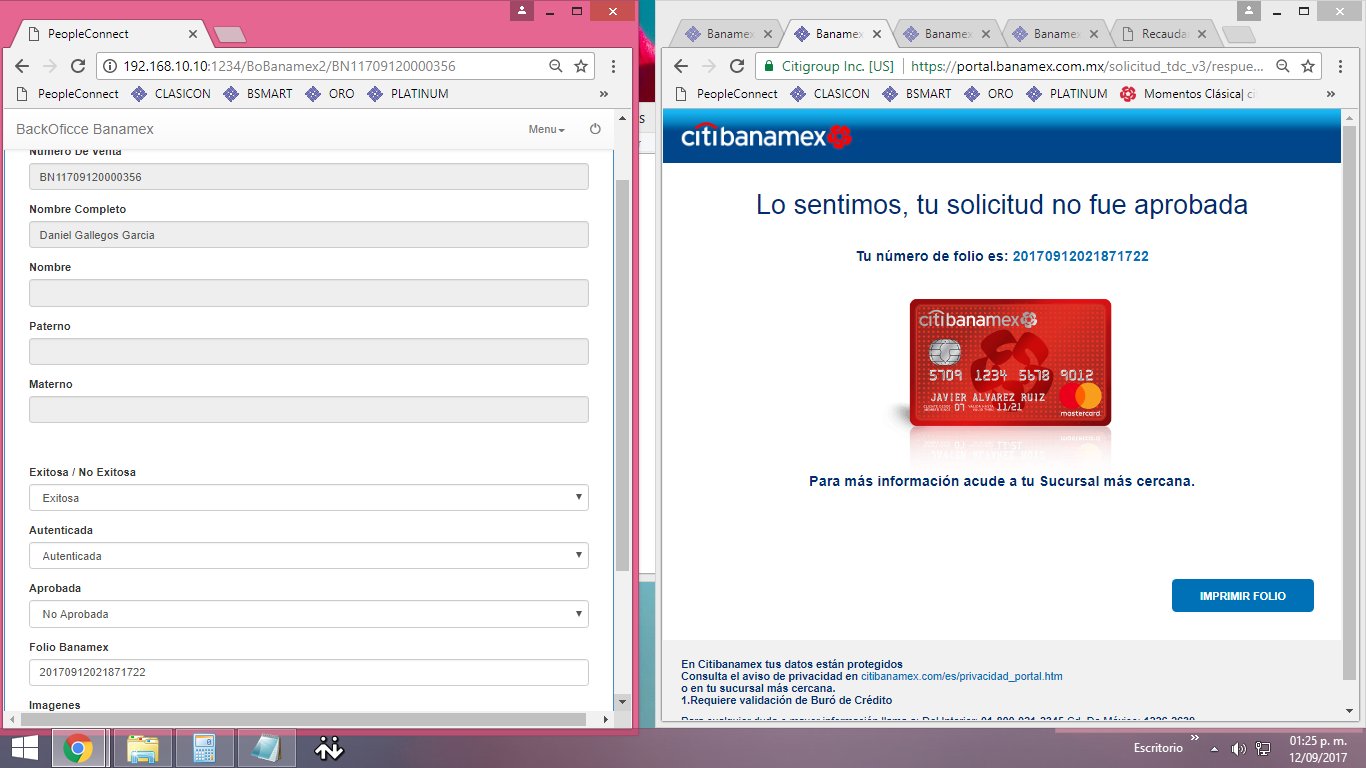 PeopleConnect
192.168.10.10:1234/BoBanamex2/BN11709120000356
PeopleConnect CLASICON BSMART ORO PLATINUM »
BackOficce Banamex Menu
Numero De Venta
BN11709120000356
Nombre Completo
Daniel Gallegos Garcia
Nombre
Paterno
Materno
Exitosa / No Exitosa
Exitosa
Autenticada
Autenticada
Aprobada
No Aprobada
Folio Banamex
20170912021871722
Imagenes
Banamex Banamex Banamex Banamex Recauda
Citigroup Inc. [US] https://portal.banamex.com.mx/solicitud_tdc_v3/respue...
PeopleConnect CLASICON BSMART ORO PLATINUM Momentos Clásica| ci »
citibanamex
Lo sentimos, tu solicitud no fue aprobada
Tu número de folio es: 20170912021871722
citibanamex
5709 1234 5678 9012
07 11/21
JAVIER ALVAREZ RUIZ
mastercard
Para más información acude a tu Sucursal más cercana.
IMPRIMIR FOLIO
En Citibanamex tus datos están protegidos
Consulta el aviso de privacidad en citibanamex.com/es/privacidad_portal.htm
o en tu sucursal más cercana.
1.Requiere validación de Buró de Crédito
Escritorio »
01:25 p. m.
12/09/2017